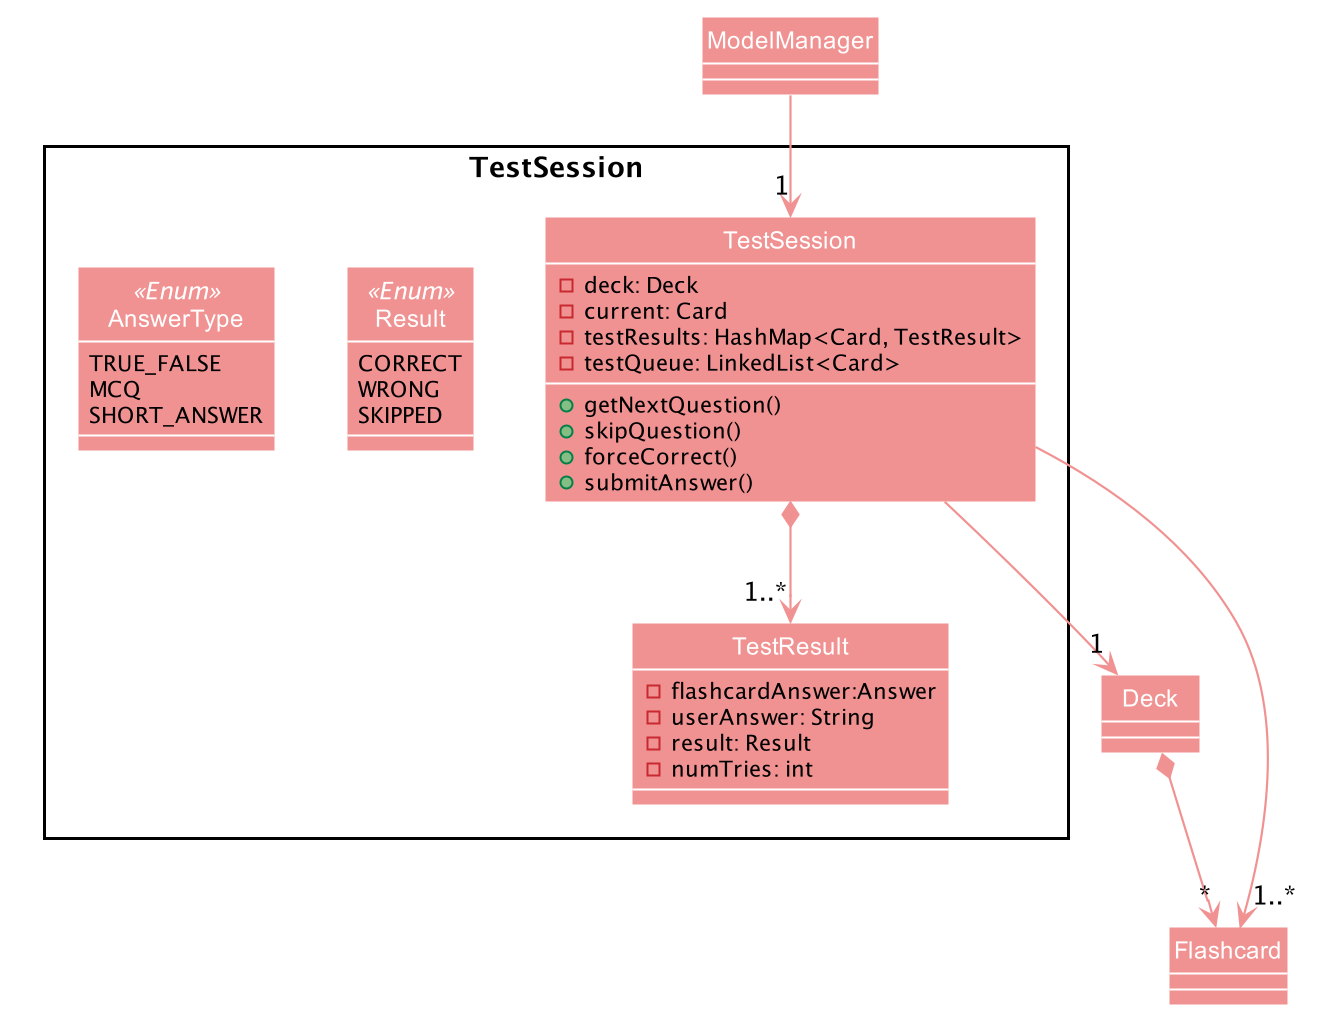 ModelManager
TestSession
1
TestSession
deck: Deck
current: Card
testResults: HashMap<Card, TestResult>
testQueue: LinkedList<Card>
getNextQuestion()
skipQuestion()
forceCorrect()
submitAnswer()
«Enum»
AnswerType
TRUE_FALSE
MCQ
SHORT_ANSWER
«Enum»
Result
CORRECT
WRONG
SKIPPED
1..*
TestResult
flashcardAnswer:Answer
userAnswer: String
result: Result
numTries: int
1
Deck
*
1..*
Flashcard